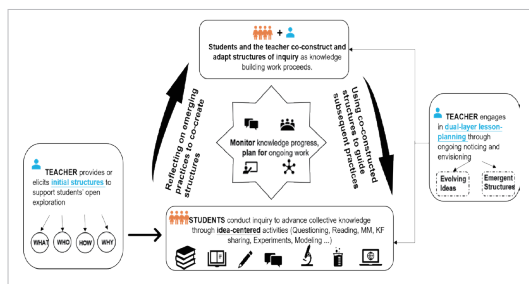 +
Students and the teacher co-construct and
adapt structures of inquiry as knowledge
building work proceeds.
Reflecting on emerging
practices to co-create
structures
Using co-constructed
structures to guide
subsequent practices
Monitor knowledge progress,
plan for ongoing work
TEACHER provides or
elicits initial structures to
support students' open
exploration
WHAT
WHO
HOW
WHY
TEACHER engages
in dual-layer lesson-
planning through
ongoing noticing and
envisioning
Evolving
Ideas
Emergent
Structures
STUDENTS conduct inquiry to advance collective knowledge
through idea-centered activities (Questioning, Reading, MM, KF
sharing, Experiments, Modeling ...)